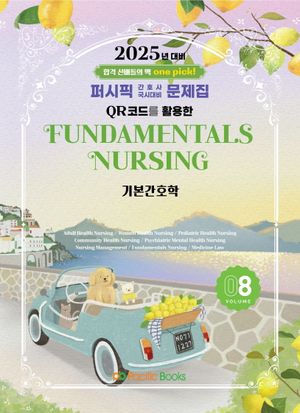 2025년 대비
합격 선배들의 백 one pick!
퍼시픽 간호사 국시대비 문제집
QR코드를 활용한
FUNDAMENTALS
NURSING
기본간호학
Adult Health Nursing / Women Health Nursing / Pediatric Health Nursing
Community Health Nursing / Psychiatric Mental Health Nursing
Nursing Management / Fundamentals Nursing / Medicine Law
08
VOLUME
NO71
1227
Pacific Books